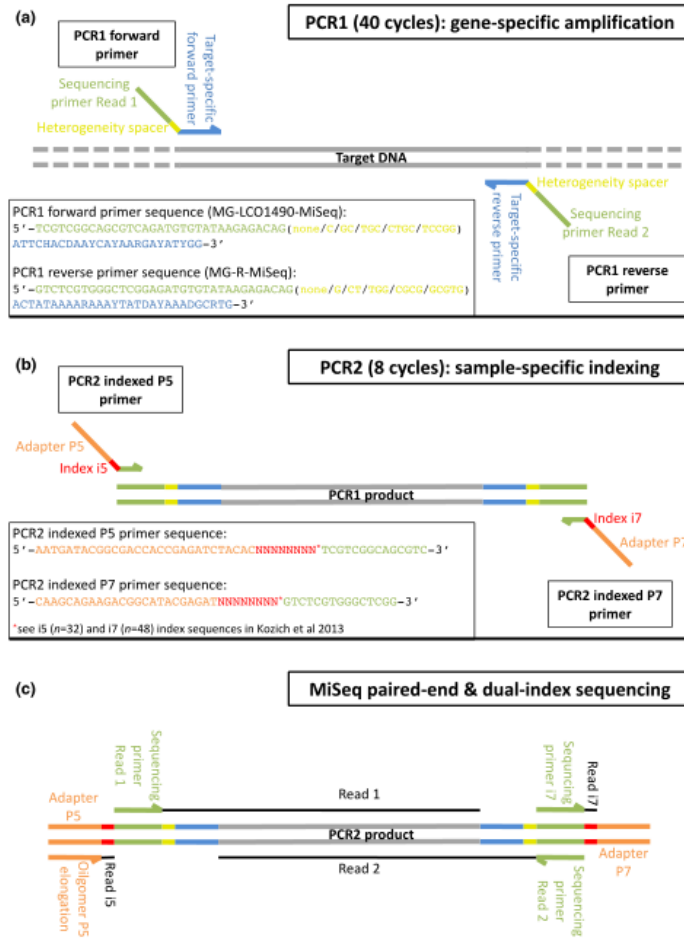 (a)
PCR1 (40 cycles): gene-specific amplification
PCR1 forward
primer
Target-specific
forward primer
Sequencing
primer Read 1
Heterogeneity spacer
Target DNA
Heterogeneity spacer
Target-specific
reverse primer
Sequencing
primer Read 2
PCR1 reverse
primer
PCR1 forward primer sequence (MG-LCO1490-MiSeq):
5’-TCGTCGGCAGCGTCAGATGTGTATAAGAGACAG(none/C/GC/TGC/CTGC/TCCGG)
ATTCHACDAAYCAYAARGAYATYGG-3’
PCR1 reverse primer sequence (MG-R-MiSeq):
5’-GTCTCGTGGGCTCGGAGATGTGTATAAGAGACAG(none/G/CT/TGG/CGCG/GCGTG)
ACTATAAAARAAAYTATDAYAAADGCRTG-3’
(b)
PCR2 (8 cycles): sample-specific indexing
PCR2 indexed P5
primer
Adapter P5
Index i5
PCR1 product
Index i7
Adapter P7
PCR2 indexed P7
primer
PCR2 indexed P5 primer sequence:
5’-AATGATACGGCGACCACCGAGATCTACACNNNNNNNN*TCGTCGGCAGCGTC-3’
PCR2 indexed P7 primer sequence:
5’-CAAGCAGAAGACGGCATACGAGATNNNNNNNN*GTCTCGTGGGCTCGG-3’
*see i5 (n=32) and i7 (n=48) index sequences in Kozich et al 2013
(c)
MiSeq paired-end & dual-index sequencing
Sequencing
primer
Read 1
Sequncing
primer i7
Read i7
Adapter
P5
Read 1
PCR2 product
Oilgomer P5
elongation
Read i5
Read 2
Sequencing
primer
Read 2
Adapter
P7